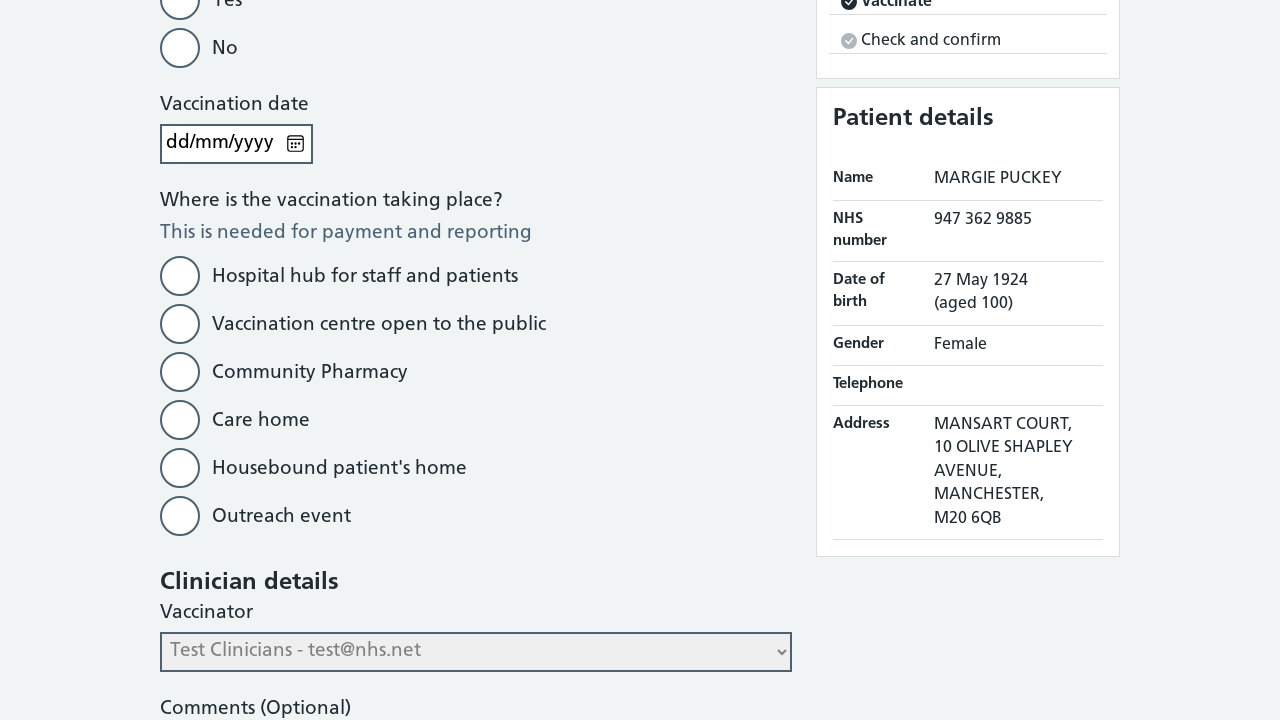 Yes
No
Vaccination date
dd/mm/yyyy
Where is the vaccination taking place?
This is needed for payment and reporting
Hospital hub for staff and patients
Vaccination centre open to the public
Community Pharmacy
Care home
Housebound patient's home
Outreach event
Clinician details
Vaccinator
Test Clinicians - test@nhs.net
Comments (Optional)
Vaccinate
Check and confirm
Patient details
Name MARGIE PUCKEY
NHS number 947 362 9885
Date of birth 27 May 1924
(aged 100)
Gender Female
Telephone
Address MANSART COURT,
10 OLIVE SHAPLEY
AVENUE,
MANCHESTER,
M20 6QB